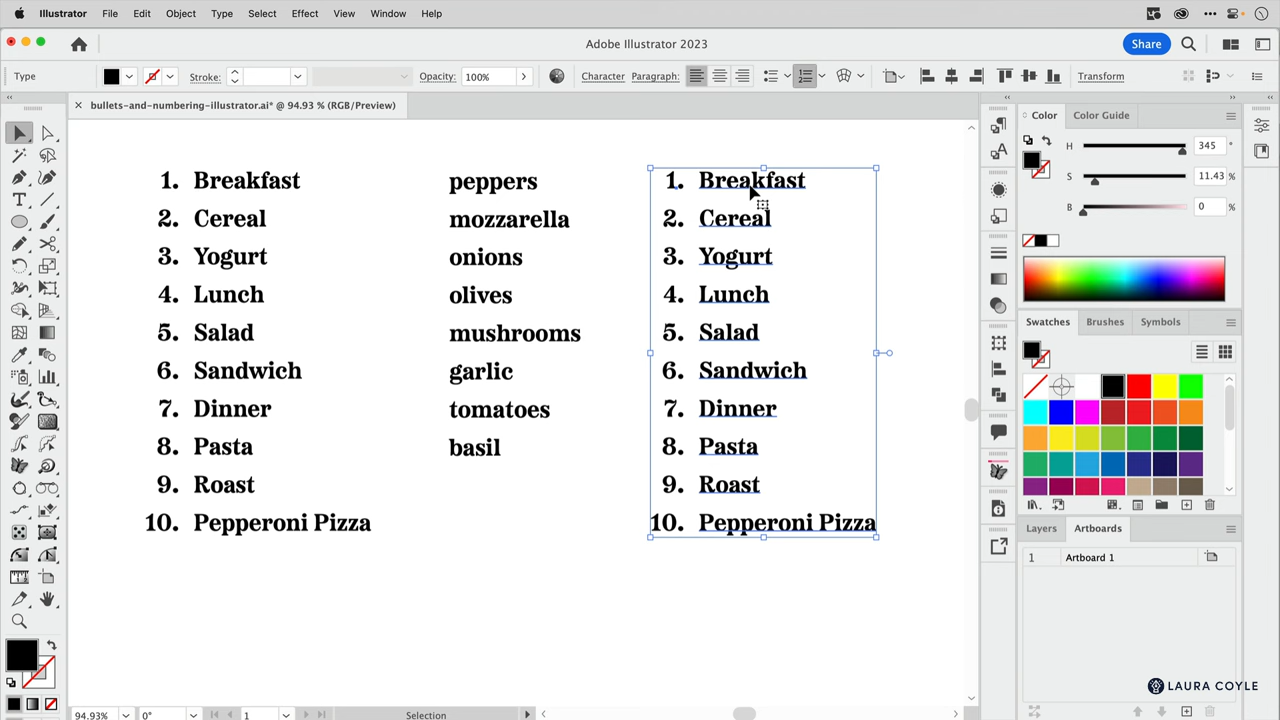 Illustrator File Edit Object Type Select Effect View Window Help
Adobe Illustrator 2023
Share
Type
Stroke:
Opacity: 100%
Character
Paragraph:
Transform
bullets-and-numbering-illustrator.ai* @ 94.93 % (RGB/Preview)
1. Breakfast
2. Cereal
3. Yogurt
4. Lunch
5. Salad
6. Sandwich
7. Dinner
8. Pasta
9. Roast
10. Pepperoni Pizza
peppers
mozzarella
onions
olives
mushrooms
garlic
tomatoes
basil
1. Breakfast
2. Cereal
3. Yogurt
4. Lunch
5. Salad
6. Sandwich
7. Dinner
8. Pasta
9. Roast
10. Pepperoni Pizza
Color Color Guide
H 345 °
S 11.43 %
B 0 %
Swatches Brushes Symbols
Layers Artboards
1 Artboard 1
LAURA COYLE
94.93% 0° 1 Selection